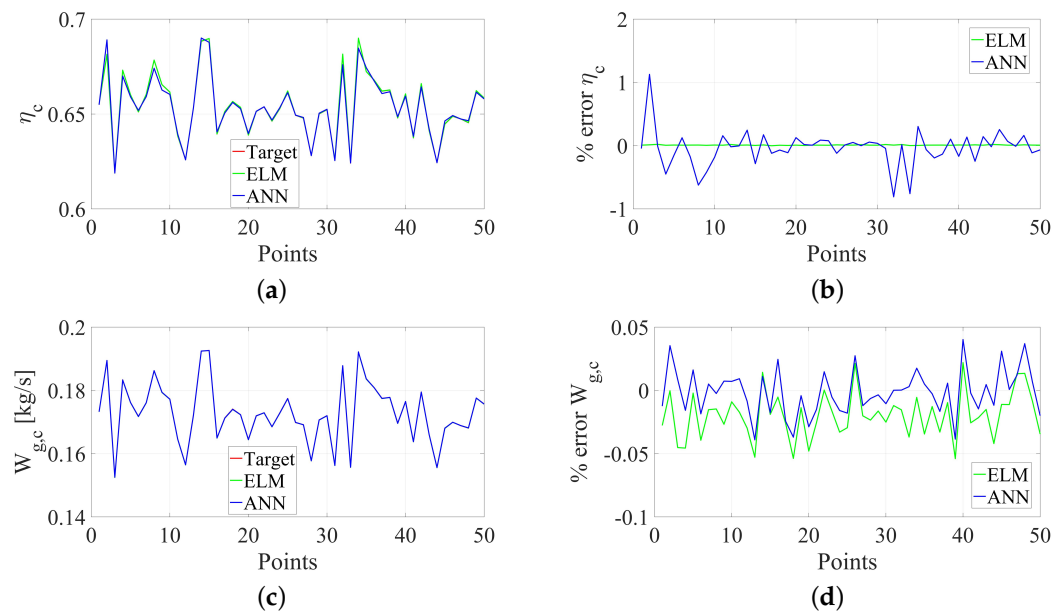 0.7
0.65
0.6
η_c
Target
ELM
ANN
0 10 20 30 40 50
Points
(a)
2
1
0
-1
% error η_c
ELM
ANN
0 10 20 30 40 50
Points
(b)
0.2
0.18
0.16
0.14
W_g,c [kg/s]
Target
ELM
ANN
0 10 20 30 40 50
Points
(c)
0.05
0
-0.05
-0.1
% error W_g,c
ELM
ANN
0 10 20 30 40 50
Points
(d)